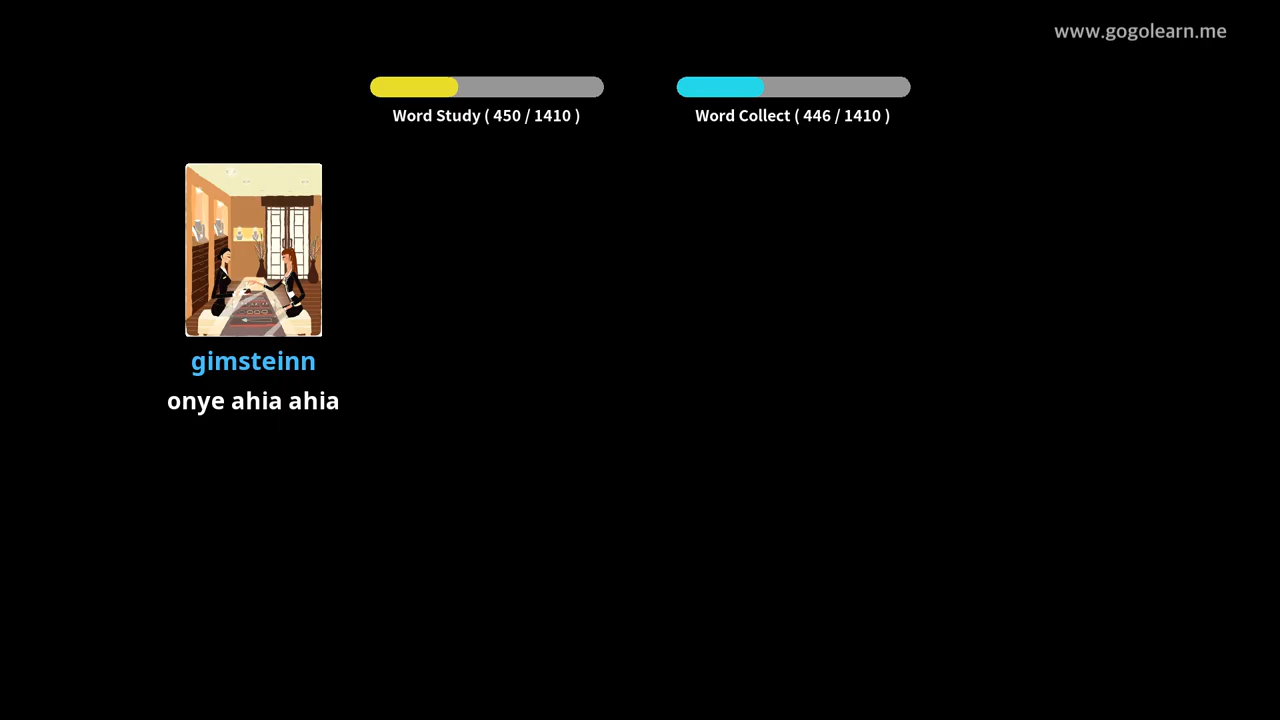 www.gogolearn.me
Word Study ( 450 / 1410 )
Word Collect ( 446 / 1410 )
gimsteinn
onye ahia ahia